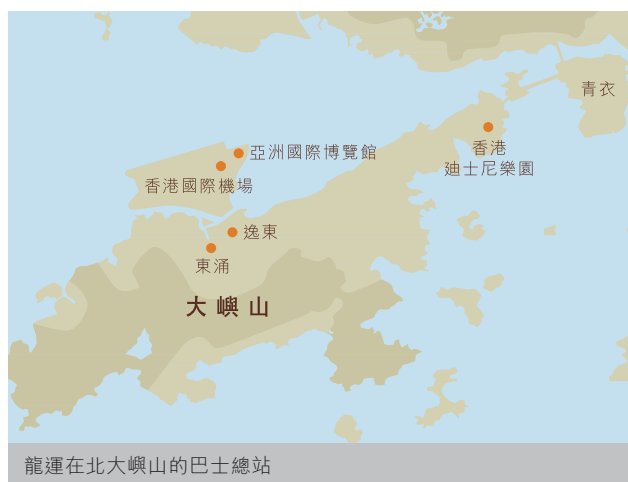 青衣
亞洲國際博覽館
香港
廸士尼樂園
香港國際機場
逸東
東涌
大嶼山
龍運在北大嶼山的巴士總站